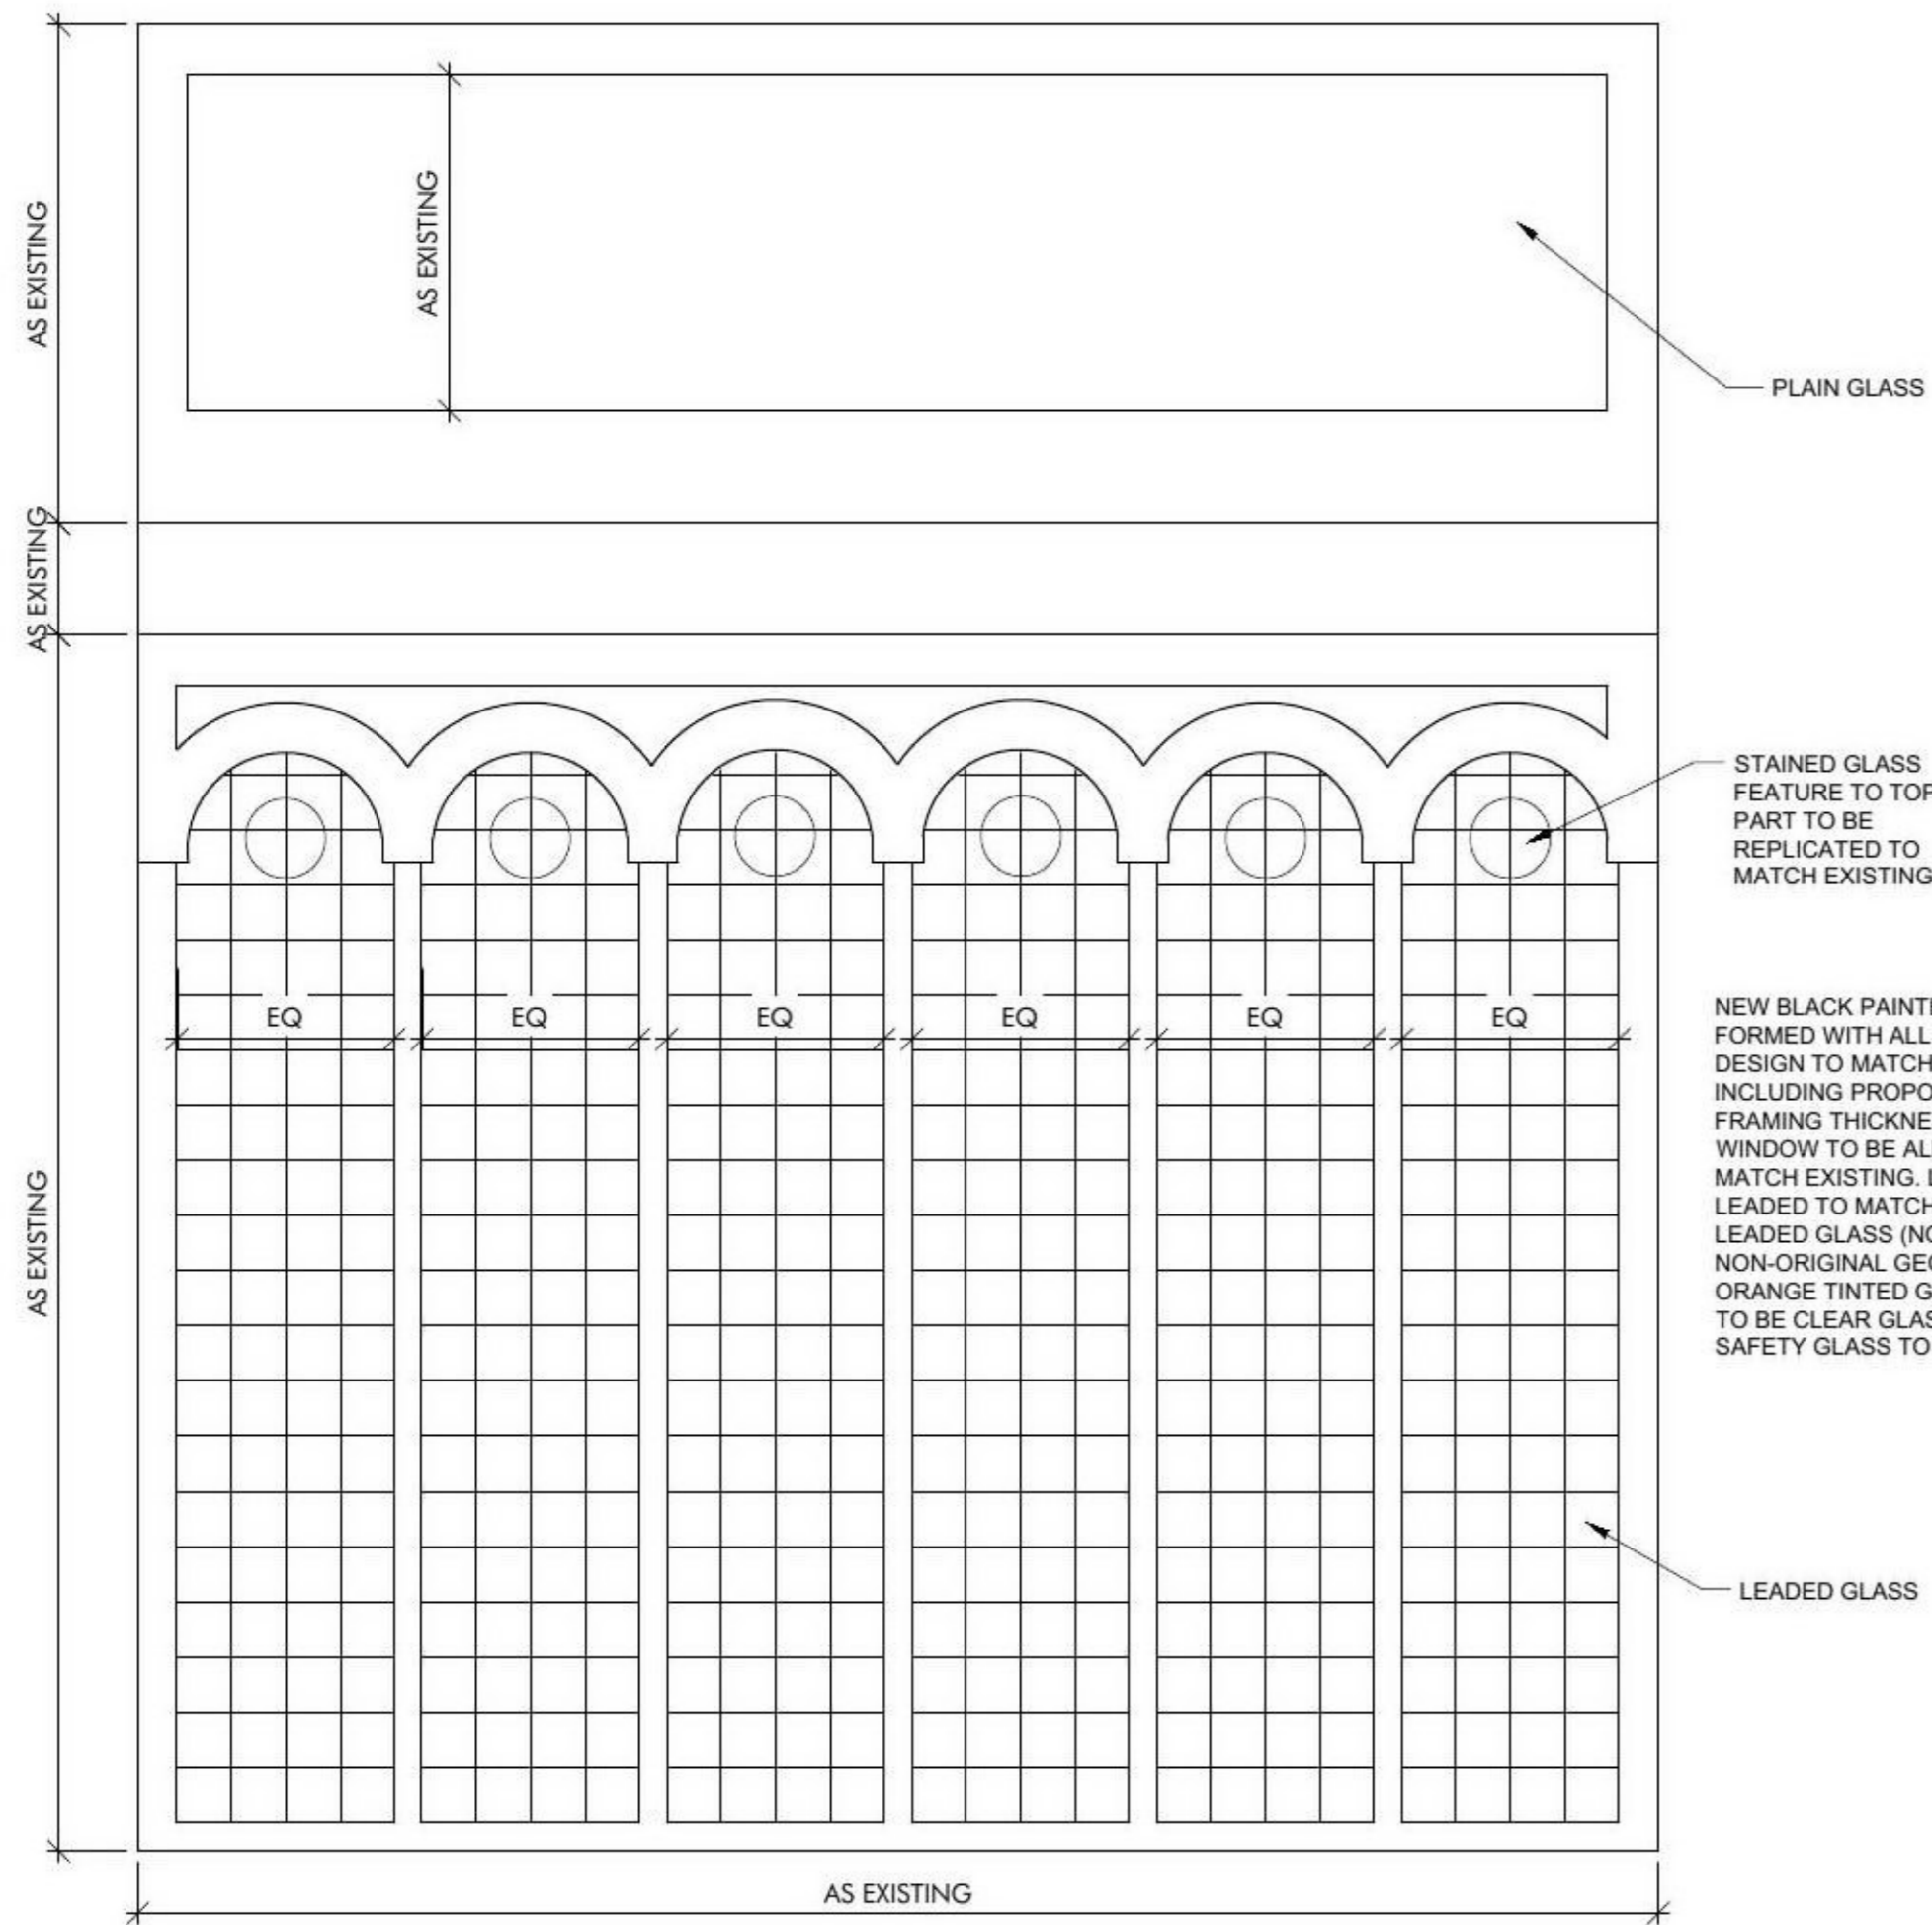 AS EXISTING
AS EXISTING
PLAIN GLASS
AS EXISTING
STAINED GLASS
FEATURE TO TOP
PART TO BE
REPLICATED TO
MATCH EXISTING
EQ EQ EQ EQ EQ EQ
NEW BLACK PAINT
FORMED WITH ALL
DESIGN TO MATCH
INCLUDING PROPO
FRAMING THICKNE
WINDOW TO BE AL
MATCH EXISTING. L
LEADED TO MATCH
LEADED GLASS (NO
NON-ORIGINAL GEO
ORANGE TINTED G
TO BE CLEAR GLAS
SAFETY GLASS TO
AS EXISTING
LEADED GLASS
AS EXISTING